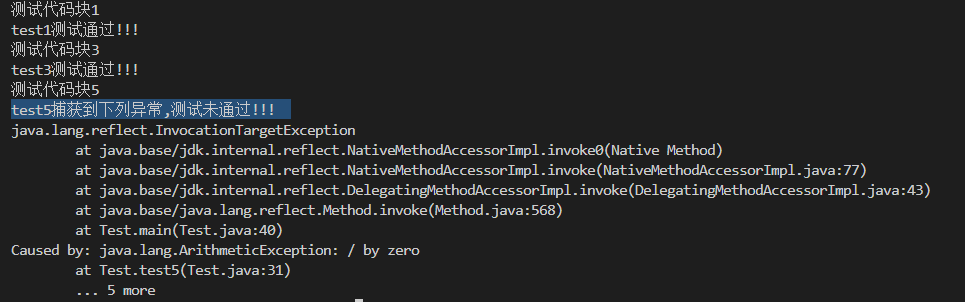 测试代码块1
test1测试通过!!!
测试代码块3
test3测试通过!!!
测试代码块5
test5捕获到下列异常,测试未通过!!!
java.lang.reflect.InvocationTargetException
        at java.base/jdk.internal.reflect.NativeMethodAccessorImpl.invoke0(Native Method)
        at java.base/jdk.internal.reflect.NativeMethodAccessorImpl.invoke(NativeMethodAccessorImpl.java:77)
        at java.base/jdk.internal.reflect.DelegatingMethodAccessorImpl.invoke(DelegatingMethodAccessorImpl.java:43)
        at java.base/java.lang.reflect.Method.invoke(Method.java:568)
        at Test.main(Test.java:40)
Caused by: java.lang.ArithmeticException: / by zero
        at Test.test5(Test.java:31)
        ... 5 more